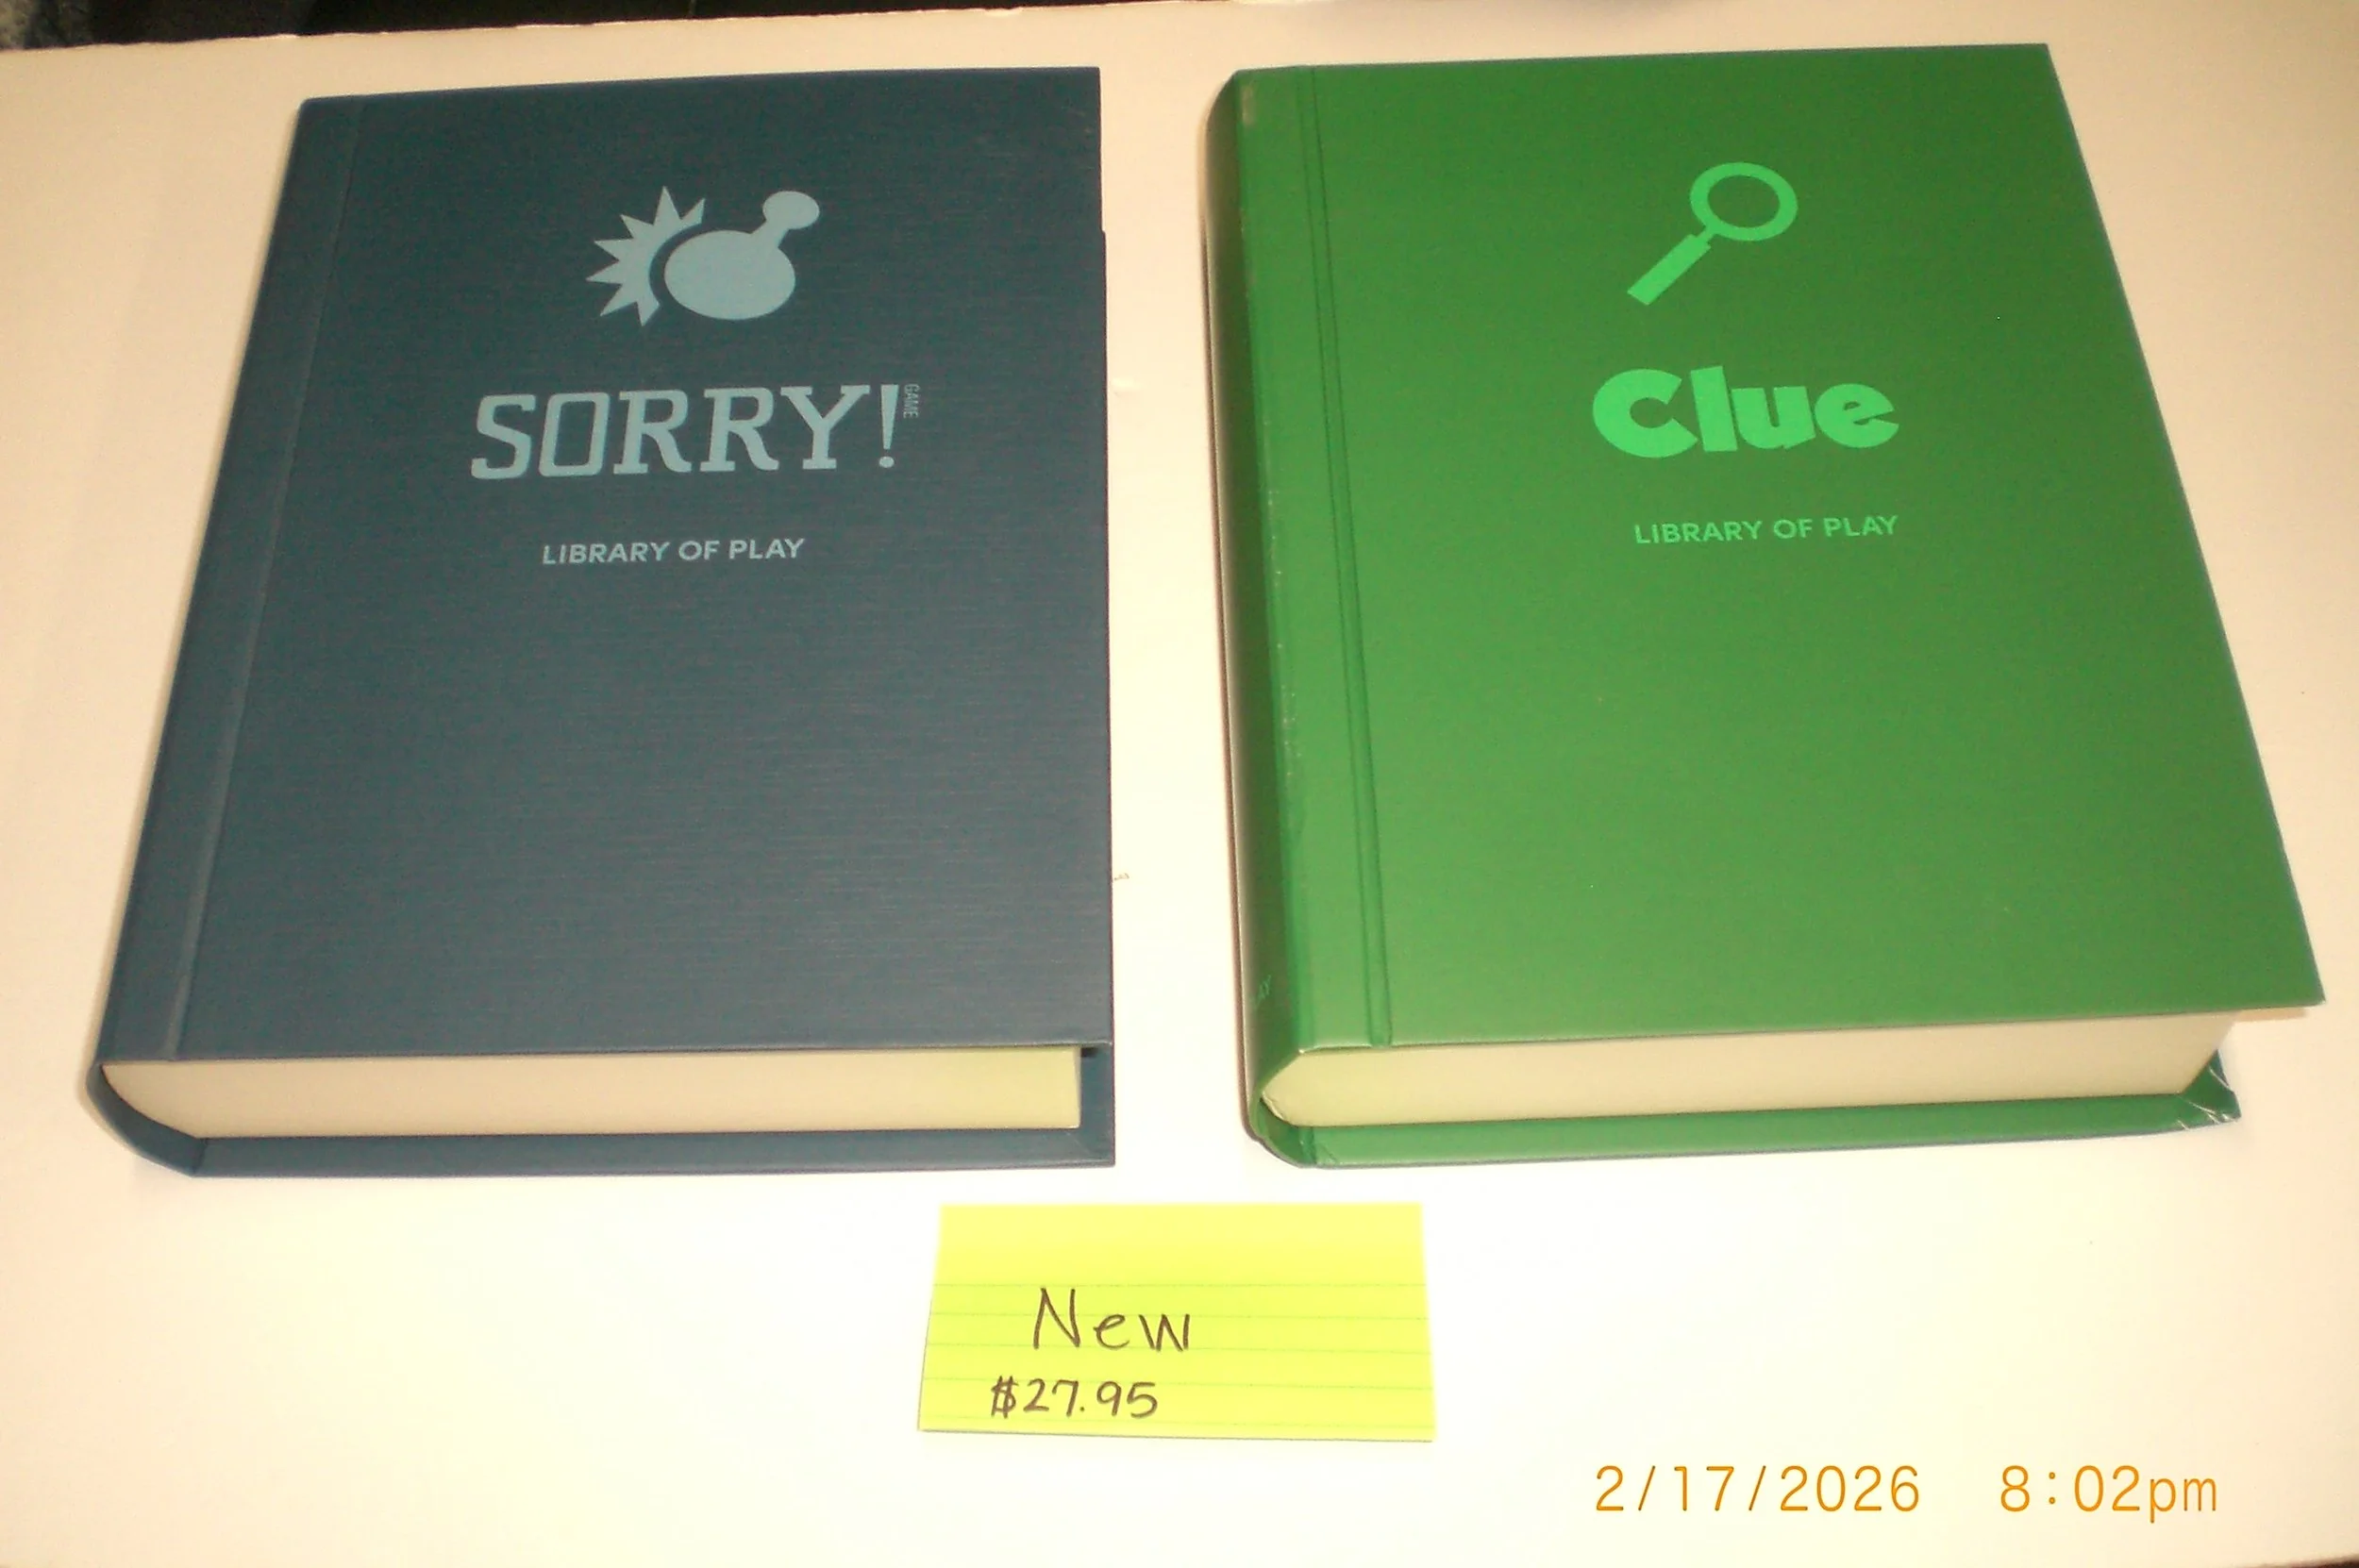 SORRY!
GAME
LIBRARY OF PLAY
Clue
LIBRARY OF PLAY
New
$27.95
2/17/2026 8:02pm